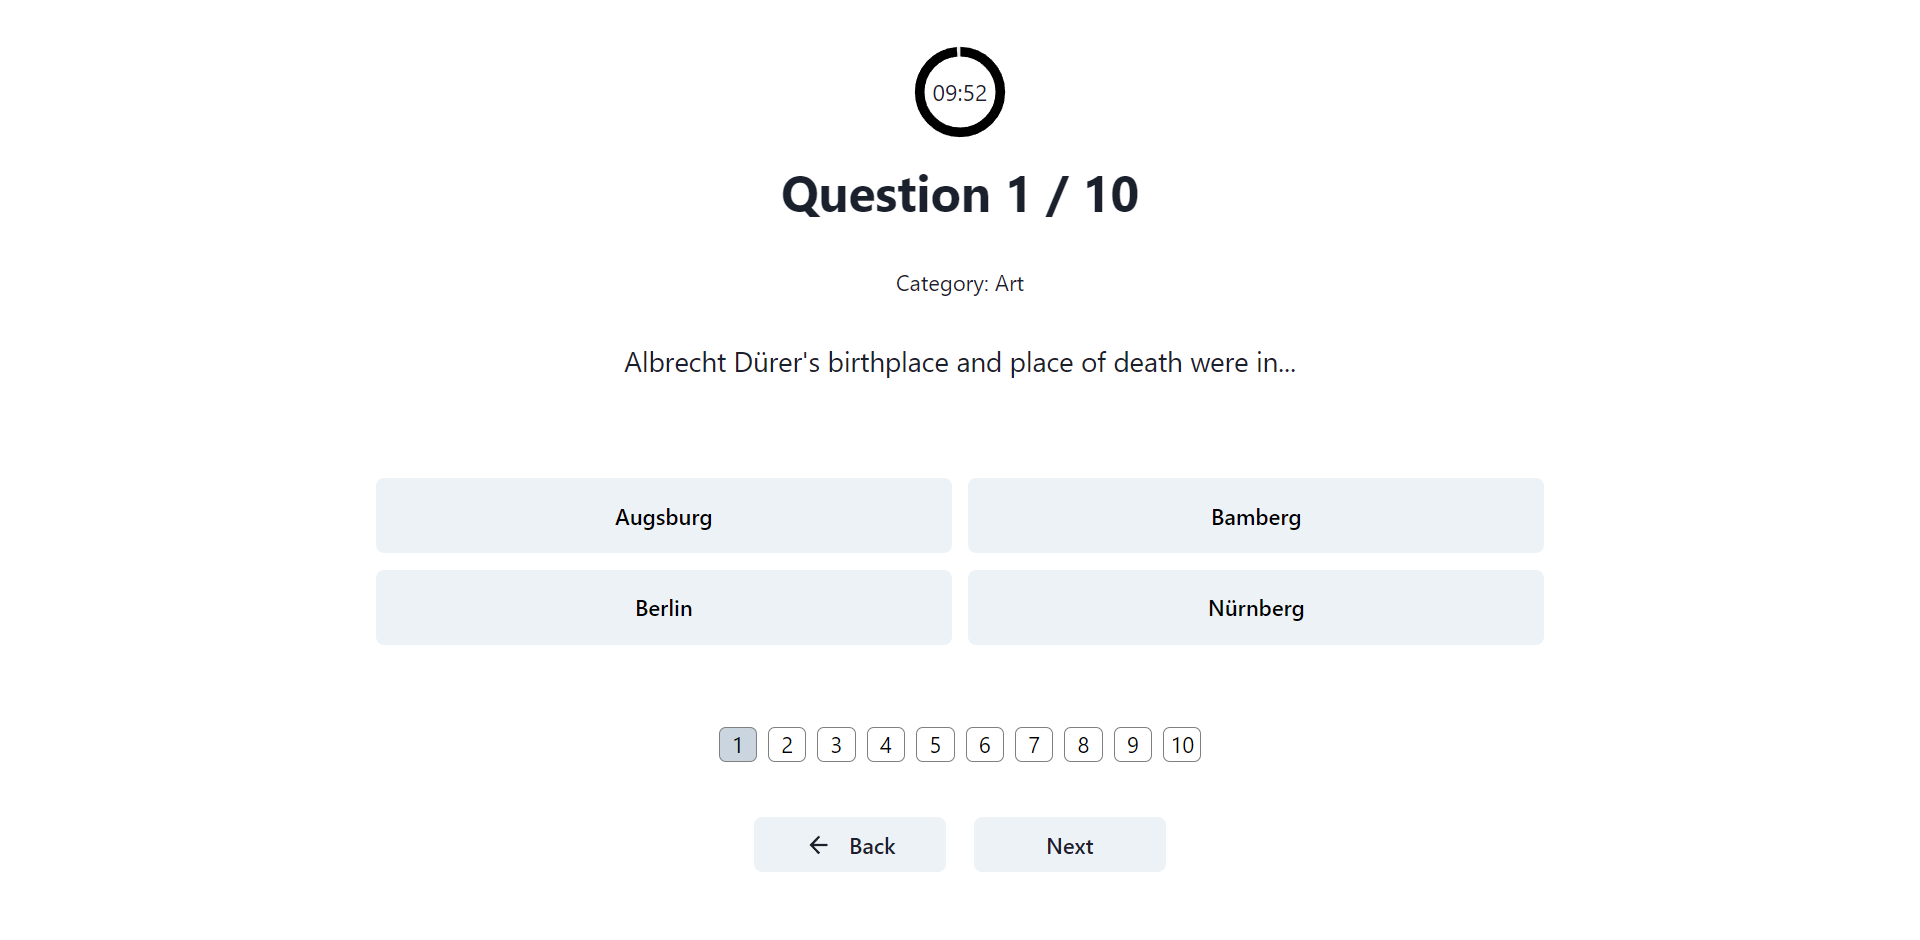 09:52
Question 1 / 10
Category: Art
Albrecht Dürer's birthplace and place of death were in...
Augsburg
Bamberg
Berlin
Nürnberg
1 2 3 4 5 6 7 8 9 10
Back
Next